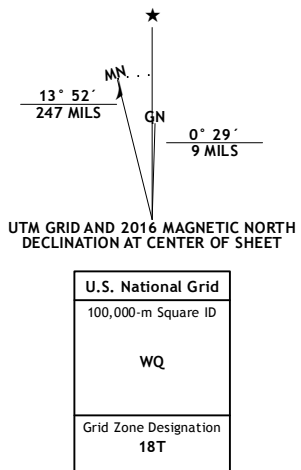 ★
MN
GN
13° 52´
247 MILS
0° 29´
9 MILS
UTM GRID AND 2016 MAGNETIC NORTH
DECLINATION AT CENTER OF SHEET
U.S. National Grid
100,000-m Square ID
WQ
Grid Zone Designation
18T